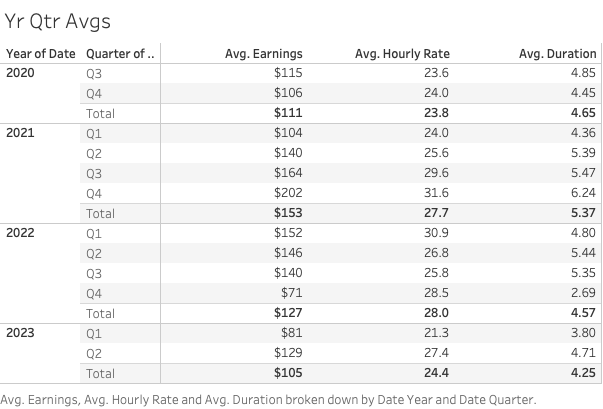 Yr Qtr Avgs
Year of Date Quarter of .. Avg. Earnings Avg. Hourly Rate Avg. Duration
2020 Q3 $115 23.6 4.85
Q4 $106 24.0 4.45
Total $111 23.8 4.65
2021 Q1 $104 24.0 4.36
Q2 $140 25.6 5.39
Q3 $164 29.6 5.47
Q4 $202 31.6 6.24
Total $153 27.7 5.37
2022 Q1 $152 30.9 4.80
Q2 $146 26.8 5.44
Q3 $140 25.8 5.35
Q4 $71 28.5 2.69
Total $127 28.0 4.57
2023 Q1 $81 21.3 3.80
Q2 $129 27.4 4.71
Total $105 24.4 4.25
Avg. Earnings, Avg. Hourly Rate and Avg. Duration broken down by Date Year and Date Quarter.